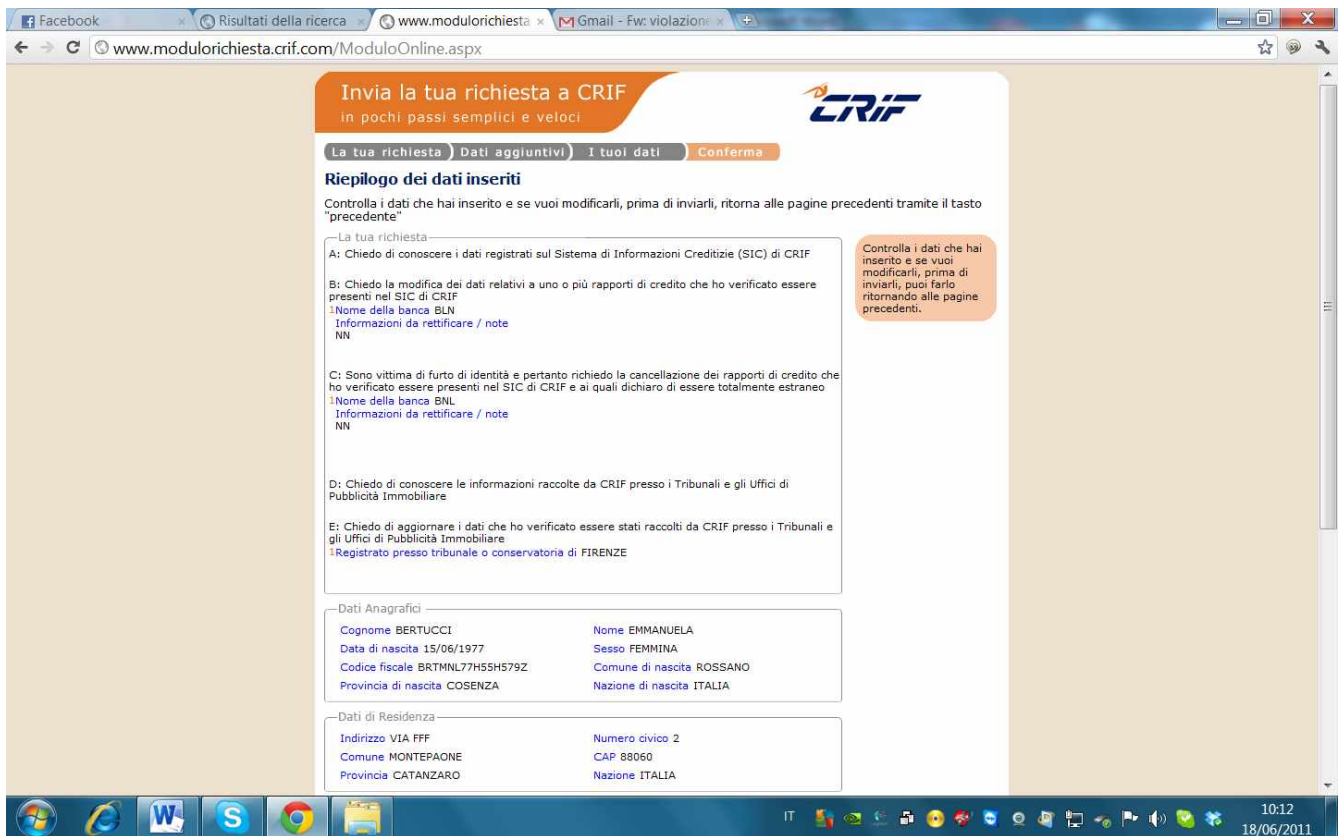 Facebook
Risultati della ricerca
www.modulorichiesta
Gmail - Fw: violazione
www.modulorichiesta.crif.com/ModuloOnline.aspx
Invia la tua richiesta a CRIF
in pochi passi semplici e veloci
CRIF
La tua richiesta ) Dati aggiuntivi ) I tuoi dati ) Conferma
Riepilogo dei dati inseriti
Controlla i dati che hai inserito e se vuoi modificarli, prima di inviarli, ritorna alle pagine precedenti tramite il tasto
"precedente"
La tua richiesta
A: Chiedo di conoscere i dati registrati sul Sistema di Informazioni Creditizie (SIC) di CRIF
B: Chiedo la modifica dei dati relativi a uno o più rapporti di credito che ho verificato essere
presenti nel SIC di CRIF
1Nome della banca BLN
Informazioni da rettificare / note
NN
C: Sono vittima di furto di identità e pertanto richiedo la cancellazione dei rapporti di credito che
ho verificato essere presenti nel SIC di CRIF e ai quali dichiaro di essere totalmente estraneo
1Nome della banca BNL
Informazioni da rettificare / note
NN
D: Chiedo di conoscere le informazioni raccolte da CRIF presso i Tribunali e gli Uffici di
Pubblicità Immobiliare
E: Chiedo di aggiornare i dati che ho verificato essere stati raccolti da CRIF presso i Tribunali e
gli Uffici di Pubblicità Immobiliare
1Registrato presso tribunale o conservatoria di FIRENZE
Controlla i dati che hai
inserito e se vuoi
modificarli, prima di
inviarli, puoi farlo
ritornando alle pagine
precedenti.
Dati Anagrafici
Cognome BERTUCCI Nome EMMANUELA
Data di nascita 15/06/1977 Sesso FEMMINA
Codice fiscale BRTMNL77H55H579Z Comune di nascita ROSSANO
Provincia di nascita COSENZA Nazione di nascita ITALIA
Dati di Residenza
Indirizzo VIA FFF Numero civico 2
Comune MONTEPAONE CAP 88060
Provincia CATANZARO Nazione ITALIA
IT
10:12
18/06/2011